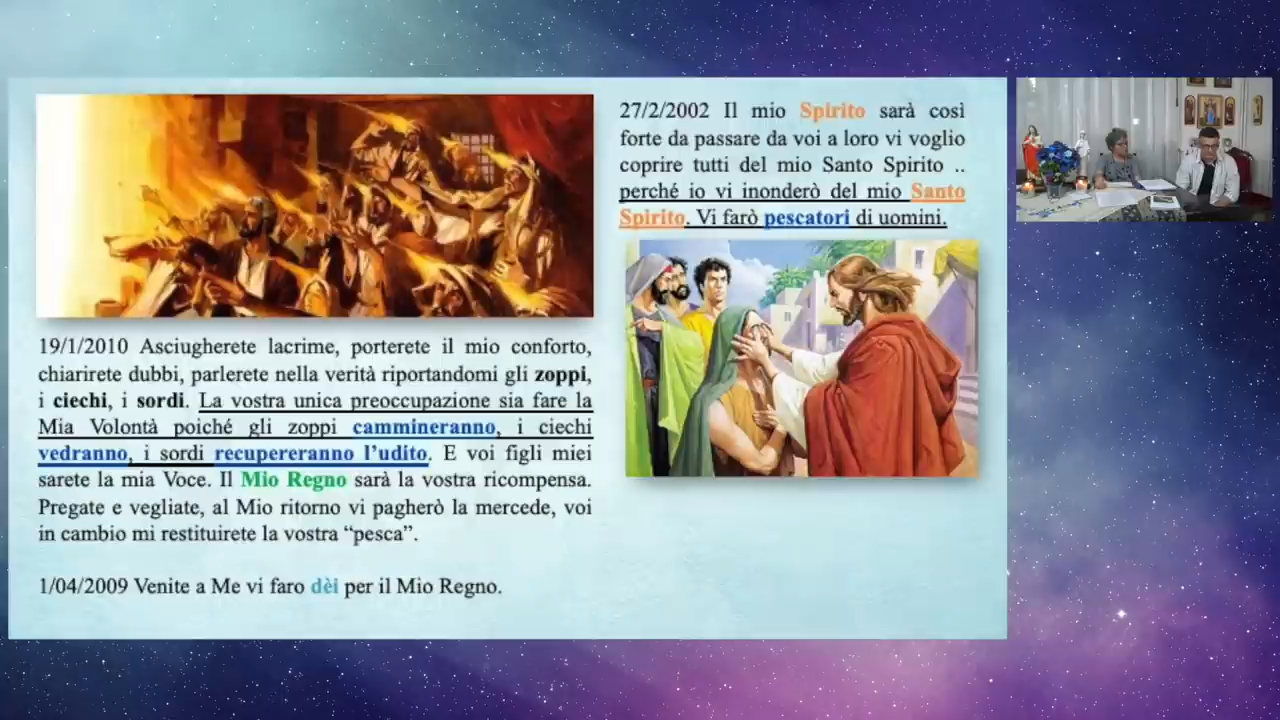 19/1/2010 Asciugherete lacrime, porterete il mio conforto,
chiarirete dubbi, parlerete nella verità riportandomi gli zoppi,
i ciechi, i sordi. La vostra unica preoccupazione sia fare la
Mia Volontà poiché gli zoppi cammineranno, i ciechi
vedranno, i sordi recupereranno l’udito. E voi figli miei
sarete la mia Voce. Il Mio Regno sarà la vostra ricompensa.
Pregate e vegliate, al Mio ritorno vi pagherò la mercede, voi
in cambio mi restituirete la vostra “pesca”.
1/04/2009 Venite a Me vi faro dèi per il Mio Regno.
27/2/2002 Il mio Spirito sarà così
forte da passare da voi a loro vi voglio
coprire tutti del mio Santo Spirito ..
perché io vi inonderò del mio Santo
Spirito. Vi farò pescatori di uomini.